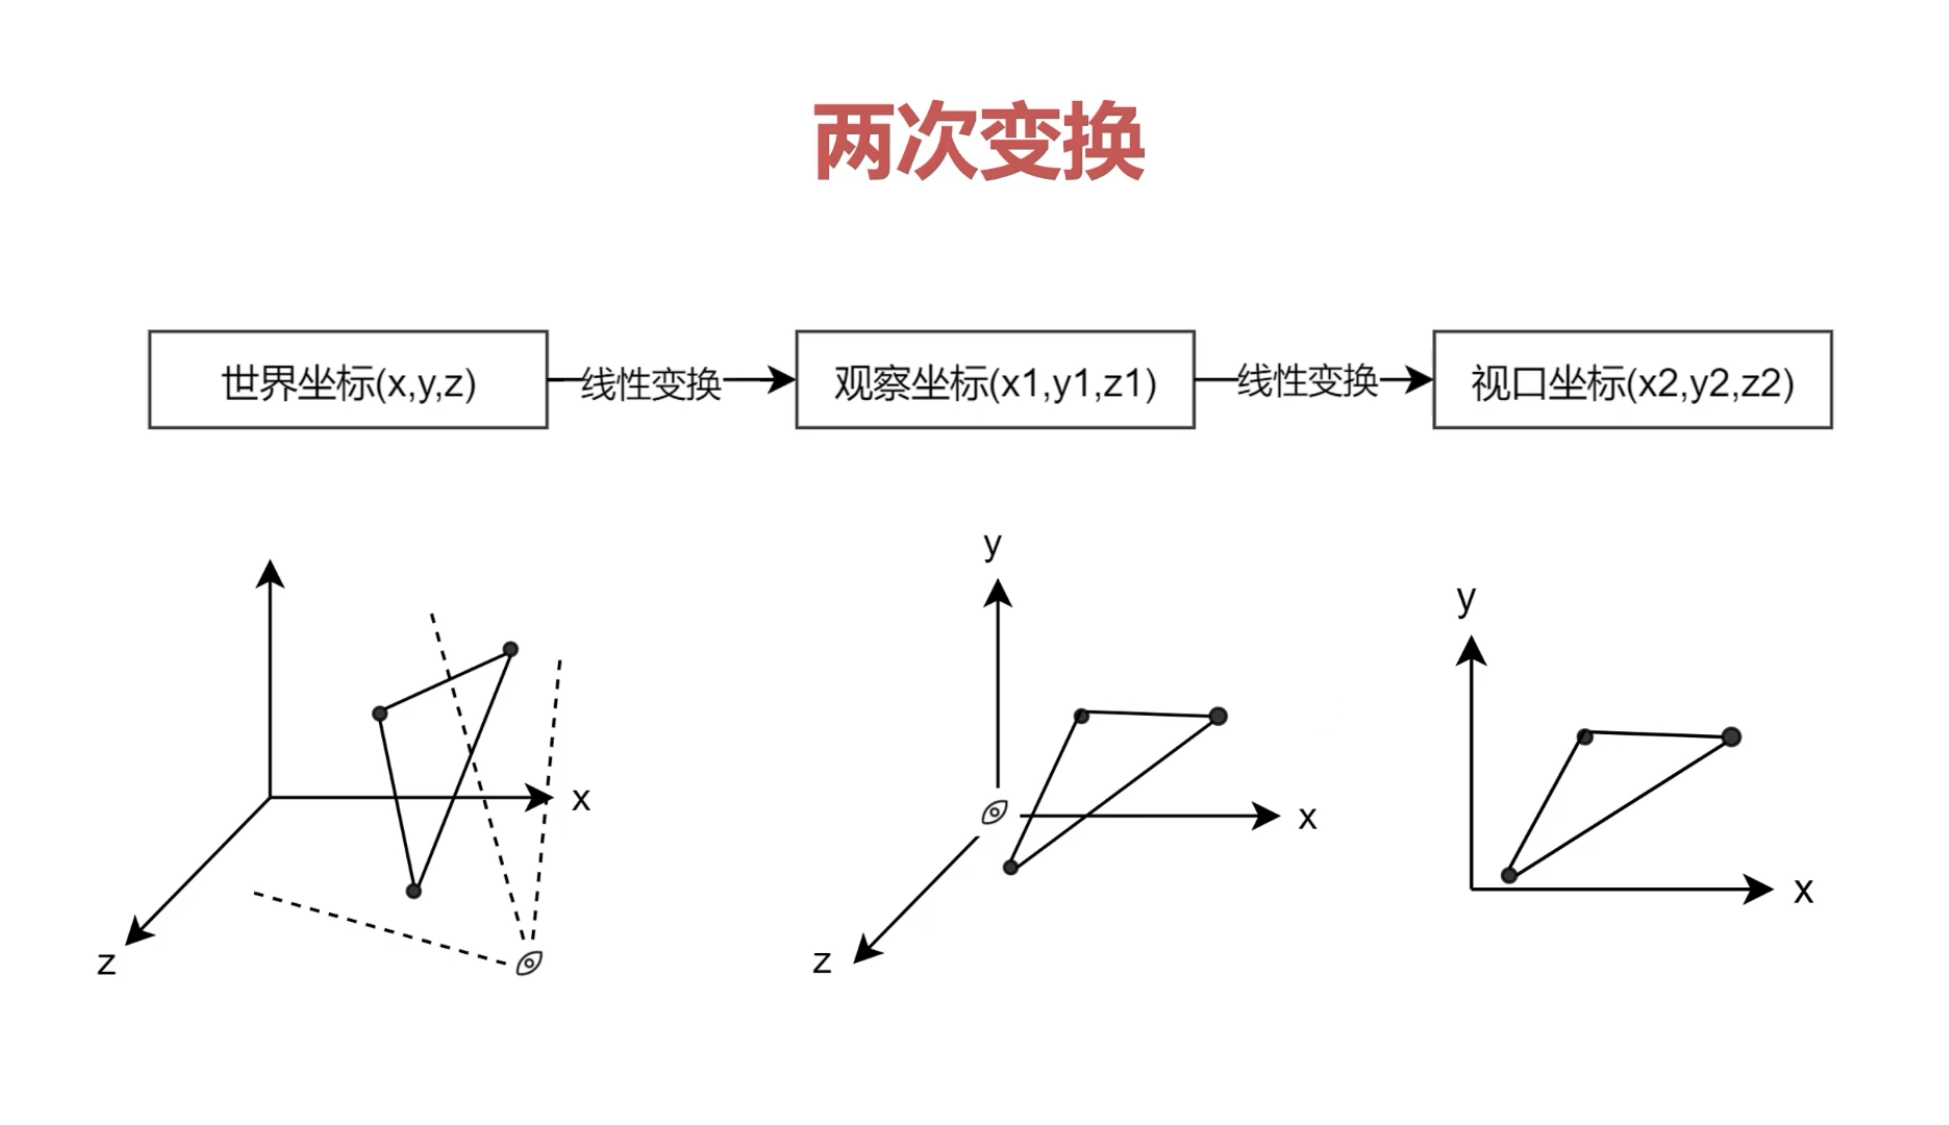 两次变换
世界坐标(x,y,z)
线性变换
观察坐标(x1,y1,z1)
线性变换
视口坐标(x2,y2,z2)
x
z
y
x
z
y
x